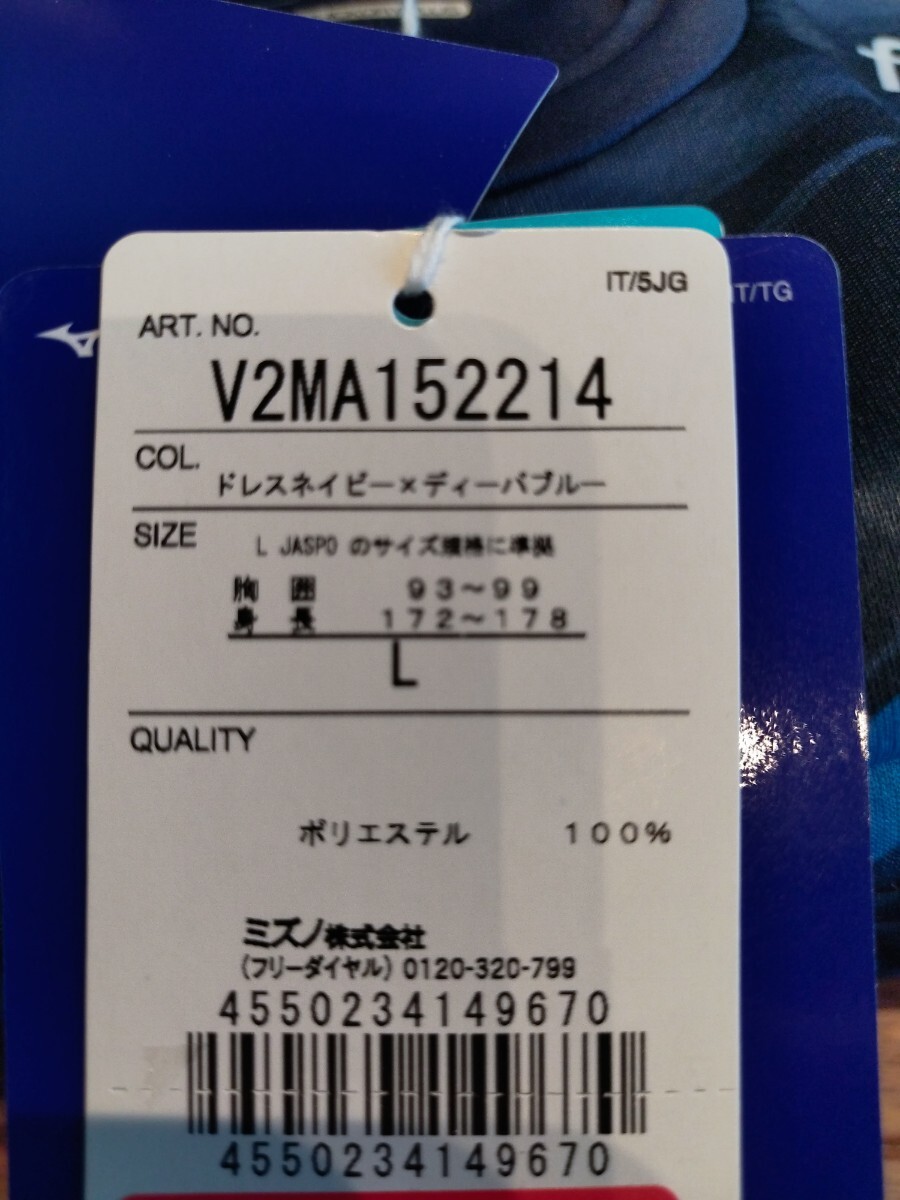 IT/5JG
IT/TG
ART. NO.
V2MA152214
COL.
ドレスネイビー×ディーバブルー
SIZE
L JASPO のサイズ規格に準拠
胸 囲 93~99
身 長 172~178
L
QUALITY
ポリエステル 100%
ミズノ株式会社
(フリーダイヤル) 0120-320-799
4550234149670
4550234149670